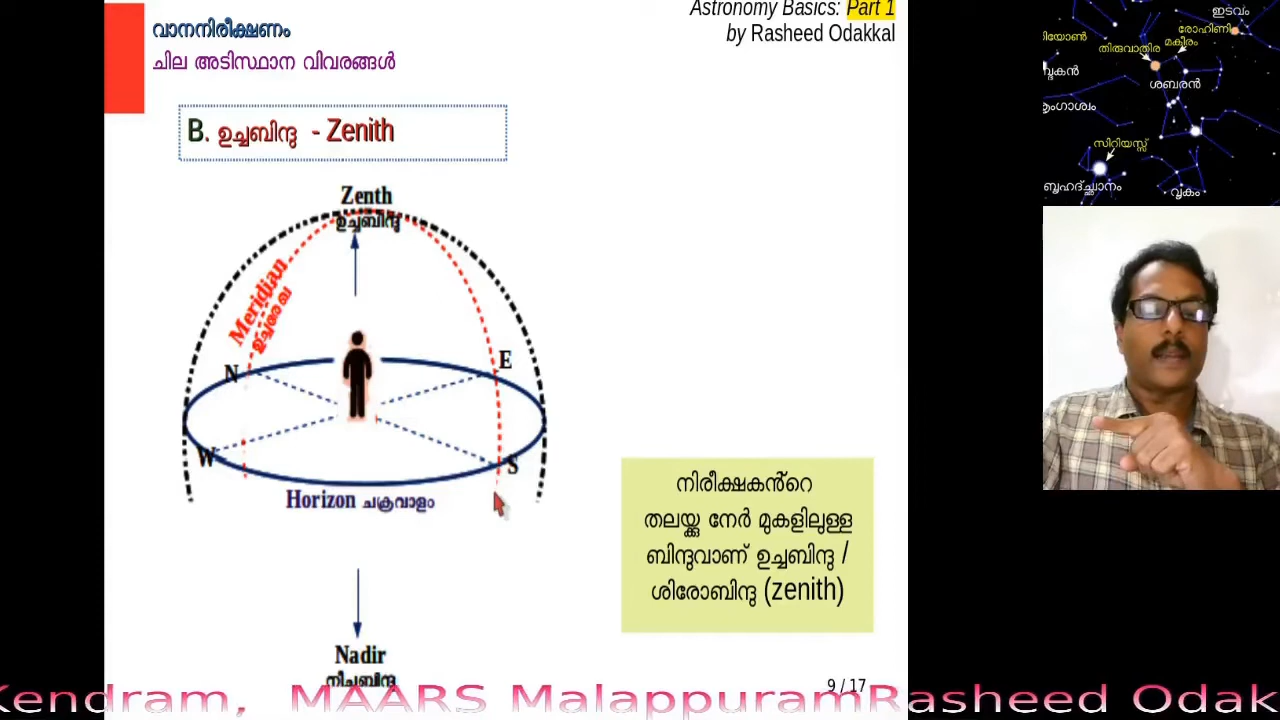 Astronomy Basics: Part 1
by Rasheed Odakkal
വാനനിരീക്ഷണം
ചില അടിസ്ഥാന വിവരങ്ങൾ
B. ഉച്ചബിന്ദു - Zenith
Zenth
ഉച്ചബിന്ദു
Meridian
N
E
W
S
Horizon ചക്രവാളം
Nadir
നീചബിന്ദു
നിരീക്ഷകൻ്റെ
തലയ്ക്കു നേർ മുകളിലുള്ള
ബിന്ദുവാണ് ഉച്ചബിന്ദു /
ശിരോബിന്ദു (zenith)
9 / 17
ഇടവം
രോഹിണി
മകീരം
തിരുവാതിര
ശബരൻ
സിറിയസ്സ്
വൃകം
Kendram, MAARS Malappuram Rasheed Odak